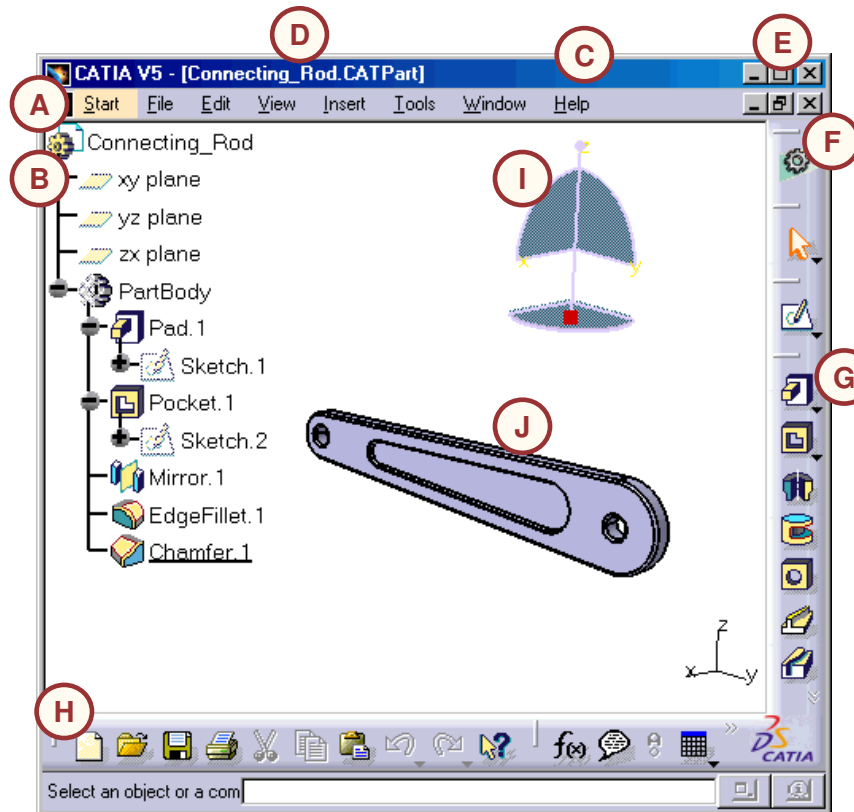 D
C
E
CATIA V5 - [Connecting_Rod.CATPart]
A
Start File Edit View Insert Tools Window Help
Connecting_Rod
F
B
xy plane
I
z
yz plane
zx plane
x
y
PartBody
Pad.1
Sketch.1
G
Pocket.1
J
Sketch.2
Mirror.1
EdgeFillet.1
Chamfer.1
z
x
y
H
f(x)
?
DS
CATIA
Select an object or a com